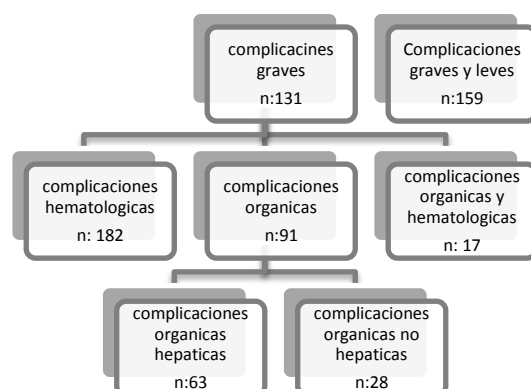 complicacines
graves
n:131
Complicaciones
graves y leves
n:159
complicaciones
hematologicas
n: 182
complicaciones
organicas
n:91
complicaciones
organicas y
hematologicas
n: 17
complicaciones
organicas
hepaticas
n:63
complicaciones
organicas no
hepaticas
n:28